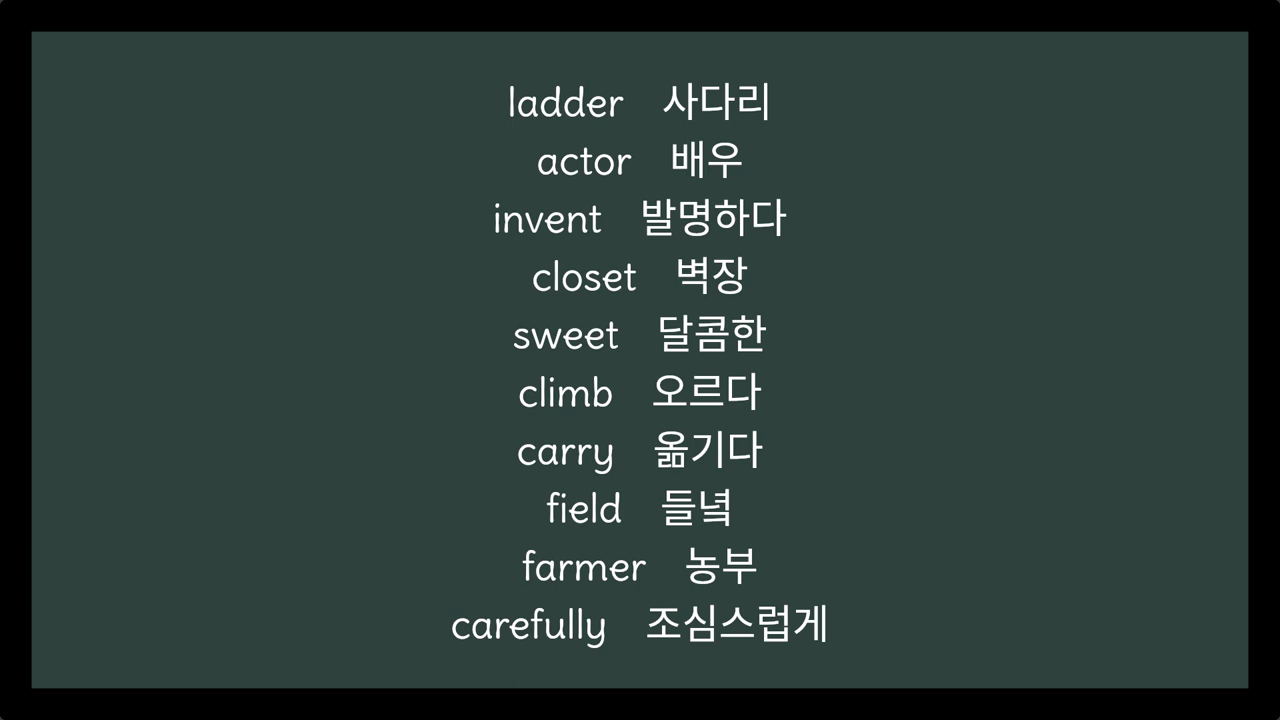 ladder 사다리
actor 배우
invent 발명하다
closet 벽장
sweet 달콤한
climb 오르다
carry 옮기다
field 들녘
farmer 농부
carefully 조심스럽게